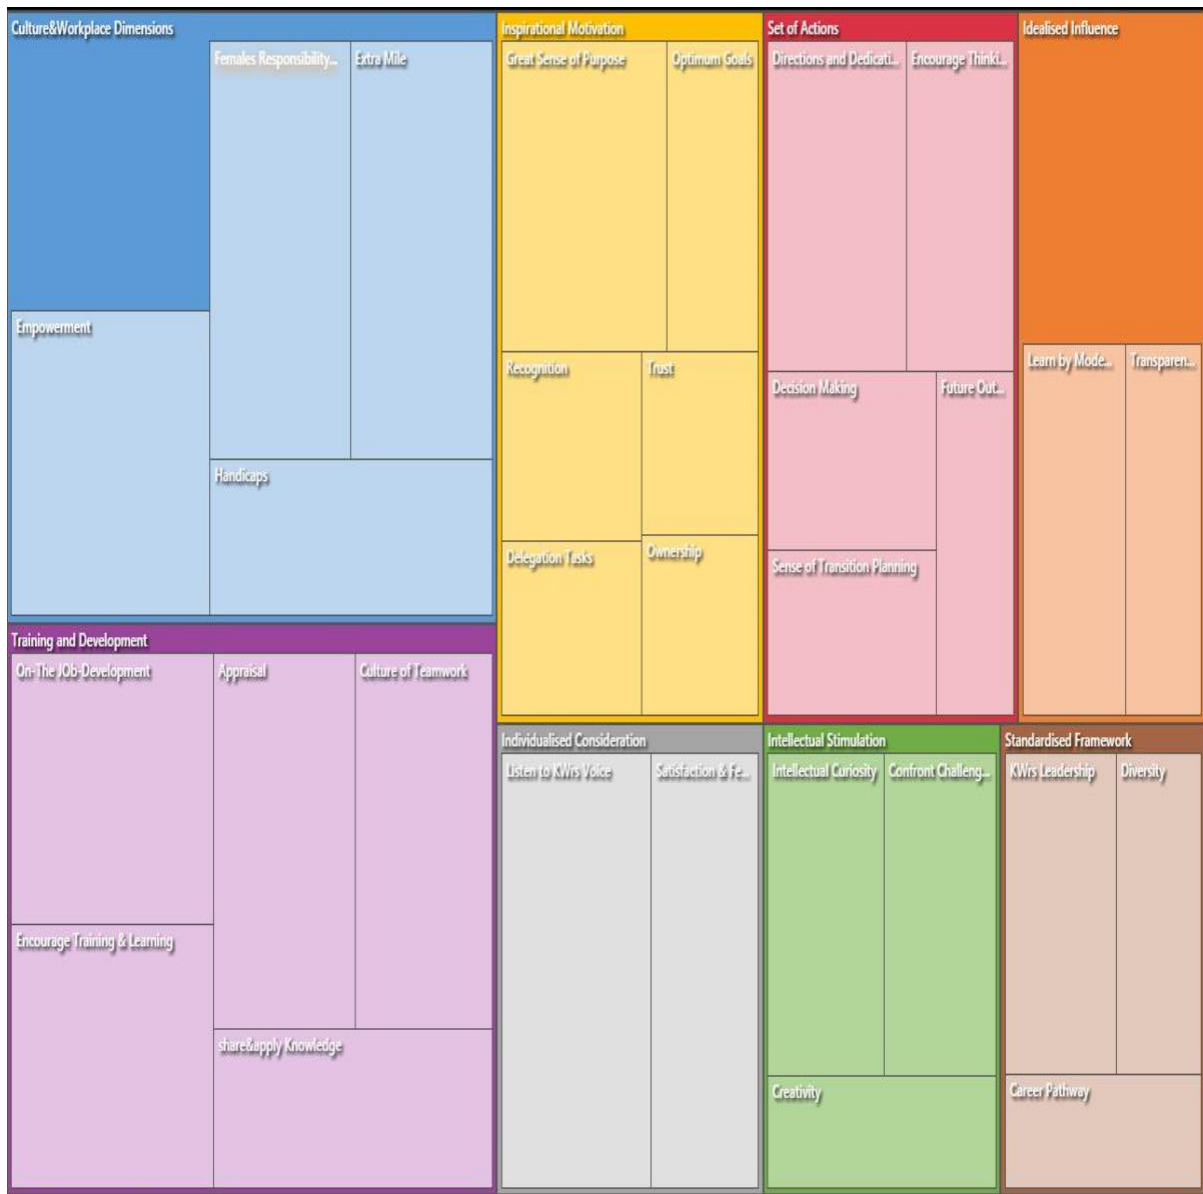 Culture&Workplace Dimensions
Females Responsibility...
Extra Mile
Empowerment
Handicaps
Inspirational Motivation
Great Sense of Purpose
Optimum Goals
Recognition
Trust
Delegation Tasks
Ownership
Set of Actions
Directions and Dedicati...
Encourage Thinki...
Decision Making
Future Out...
Sense of Transition Planning
Idealised Influence
Learn by Mode...
Transparen...
Training and Development
On-The JOb-Development
Appraisal
Culture of Teamwork
Encourage Training & Learning
share&apply Knowledge
Individualised Consideration
Listen to KWrs Voice
Satisfaction & Fe...
Intellectual Stimulation
Intellectual Curiosity
Confront Challeng...
Creativity
Standardised Framework
KWrs Leadership
Diversity
Career Pathway